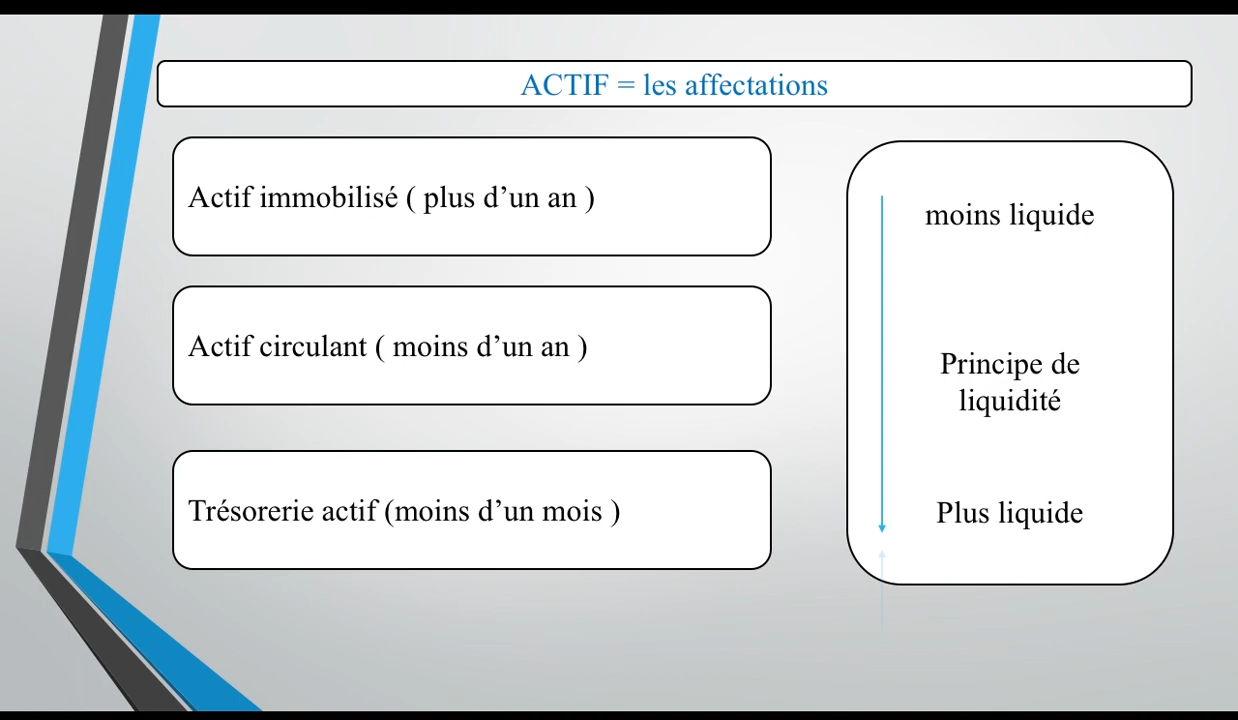 ACTIF = les affectations
Actif immobilisé ( plus d’un an )
Actif circulant ( moins d’un an )
Trésorerie actif (moins d’un mois )
moins liquide
Principe de
liquidité
Plus liquide